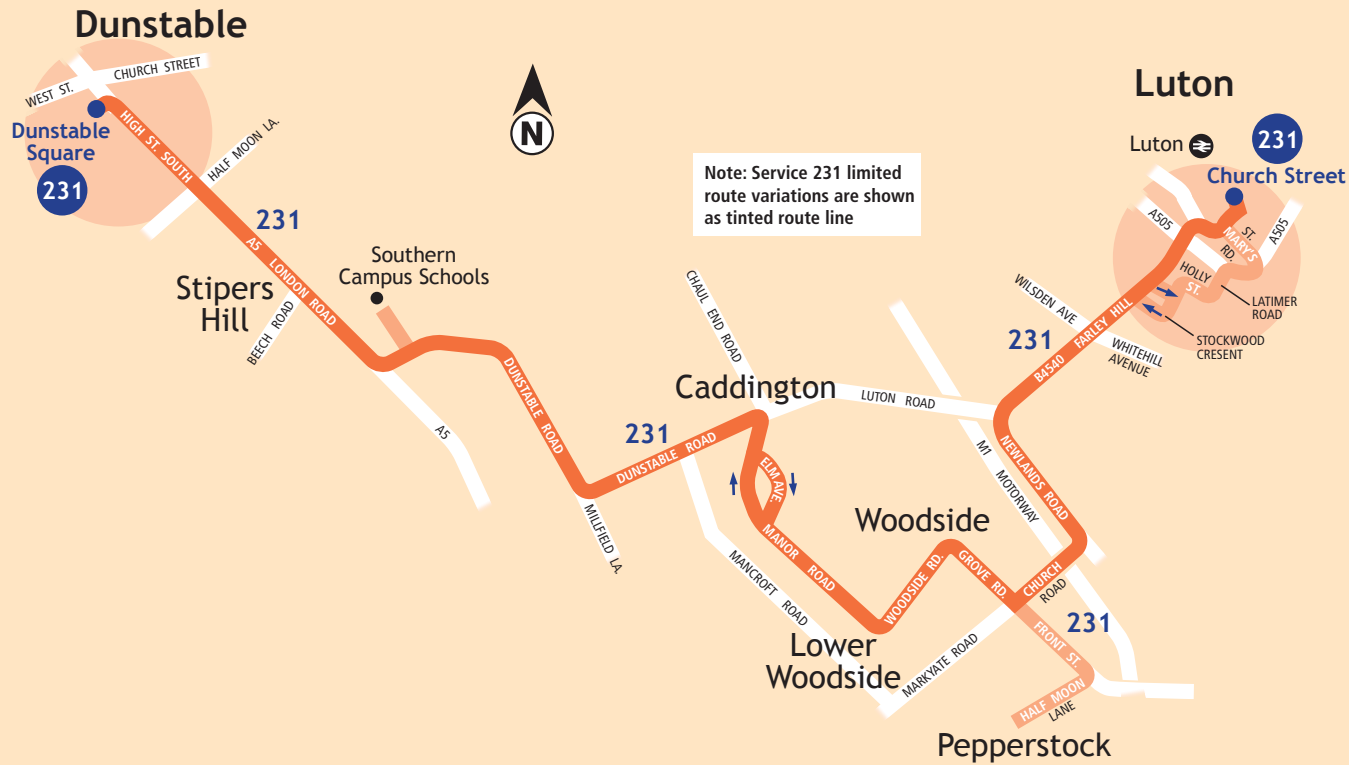 Dunstable
WEST ST.
CHURCH STREET
Dunstable
Square
231
HIGH ST. SOUTH
HALF MOON LA.
231
A5 LONDON ROAD
Stipers
Hill
BEECH ROAD
Southern
Campus Schools
A5
DUNSTABLE ROAD
N
Note: Service 231 limited
route variations are shown
as tinted route line
Luton
Luton
231
Church Street
A505
A505
ST.
MARY'S
RD.
HOLLY
ST.
LATIMER
ROAD
STOCKWOOD
CRESENT
WILSDEN AVE
WHITEHILL
AVENUE
231
B4540 FARLEY HILL
CHAUL END ROAD
Caddington
LUTON ROAD
231
DUNSTABLE ROAD
MILLFIELD LA.
ELM AVE
MANOR ROAD
MANCROFT ROAD
M1 MOTORWAY
NEWLANDS ROAD
Woodside
WOODSIDE RD.
GROVE RD.
CHURCH
ROAD
Lower
Woodside
MARKYATE ROAD
231
FRONT ST.
HALF MOON
LANE
Pepperstock